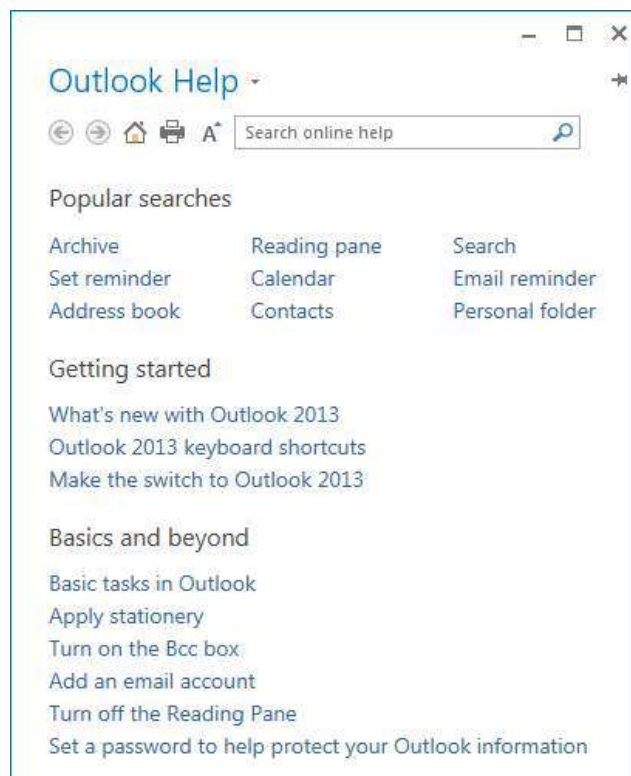 Outlook Help
A
Search online help
Popular searches
Archive Reading pane Search
Set reminder Calendar Email reminder
Address book Contacts Personal folder
Getting started
What's new with Outlook 2013
Outlook 2013 keyboard shortcuts
Make the switch to Outlook 2013
Basics and beyond
Basic tasks in Outlook
Apply stationery
Turn on the Bcc box
Add an email account
Turn off the Reading Pane
Set a password to help protect your Outlook information